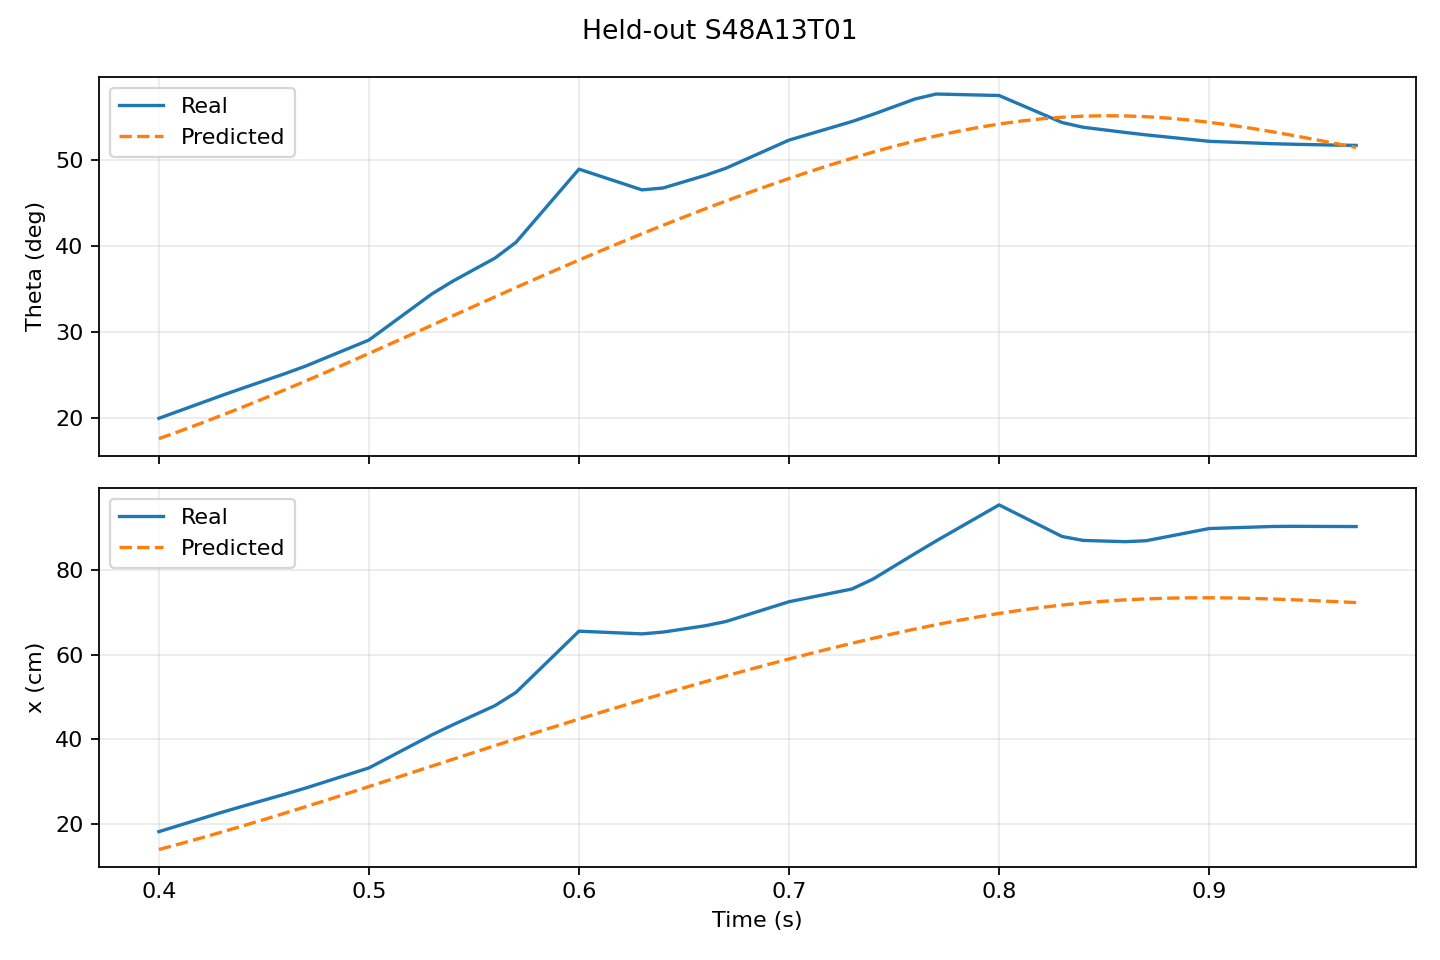 Held-out S48A13T01
Real
Predicted
50
40
30
20
Theta (deg)
Real
Predicted
80
60
40
20
x (cm)
0.4 0.5 0.6 0.7 0.8 0.9
Time (s)